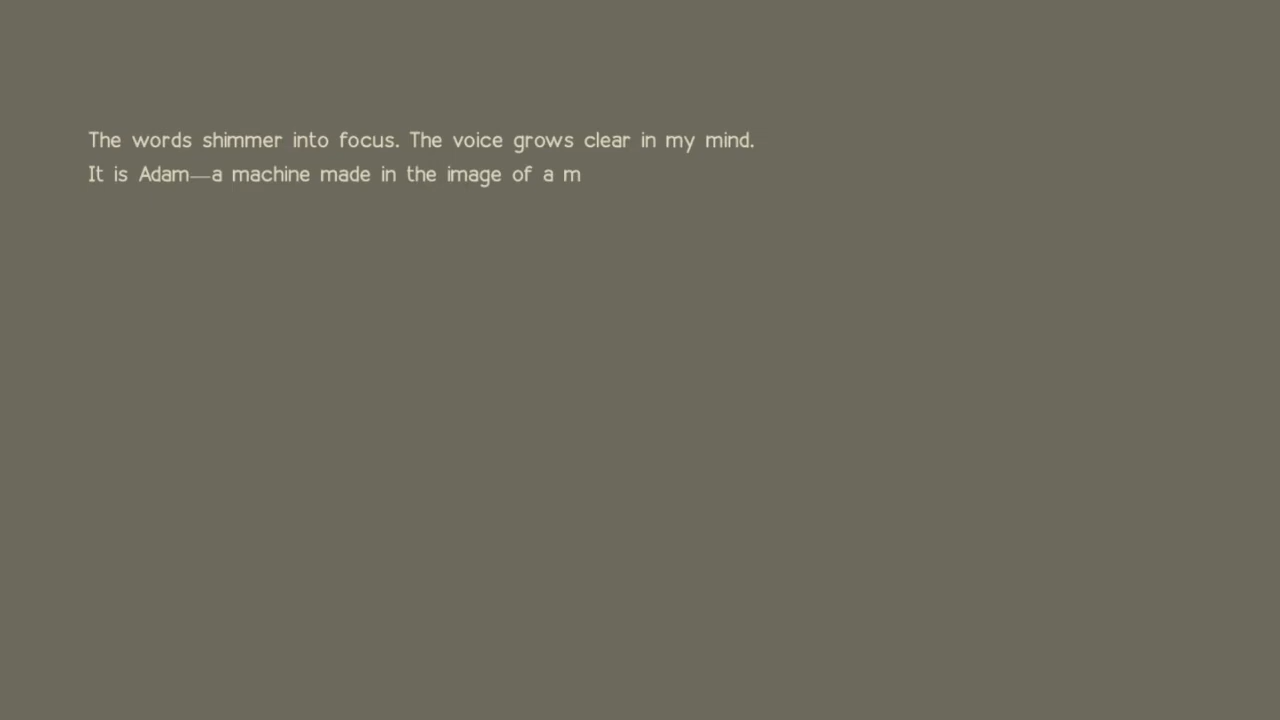 The words shimmer into focus. The voice grows clear in my mind.
It is Adam—a machine made in the image of a m